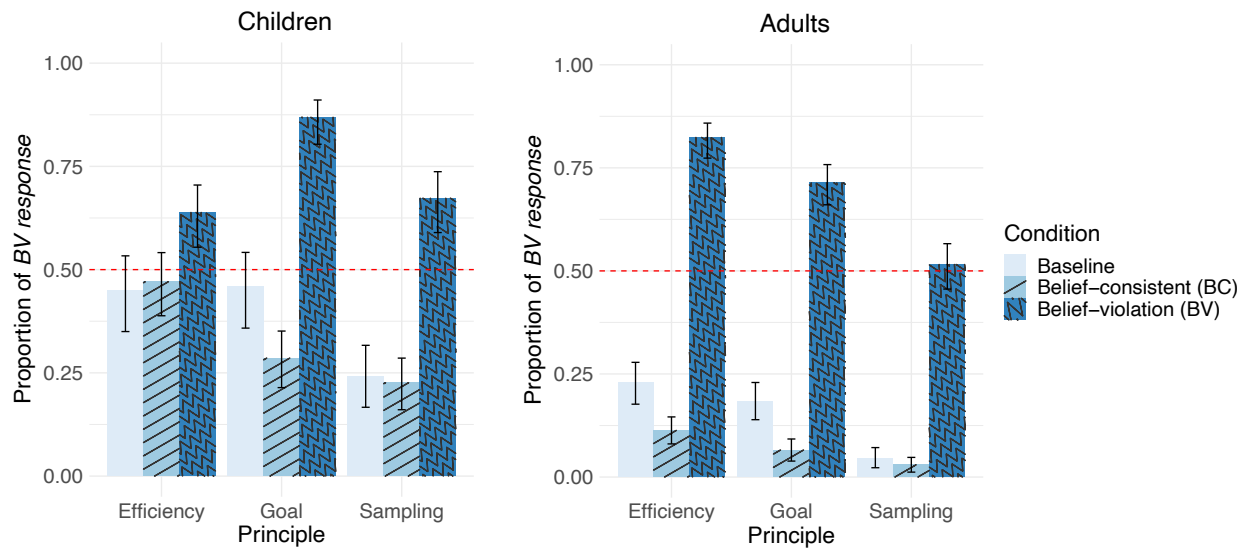 Children
Proportion of BV response
1.00
0.75
0.50
0.25
0.00
Efficiency Goal Sampling
Principle
Adults
Proportion of BV response
1.00
0.75
0.50
0.25
0.00
Efficiency Goal Sampling
Principle
Condition
Baseline
Belief−consistent (BC)
Belief−violation (BV)